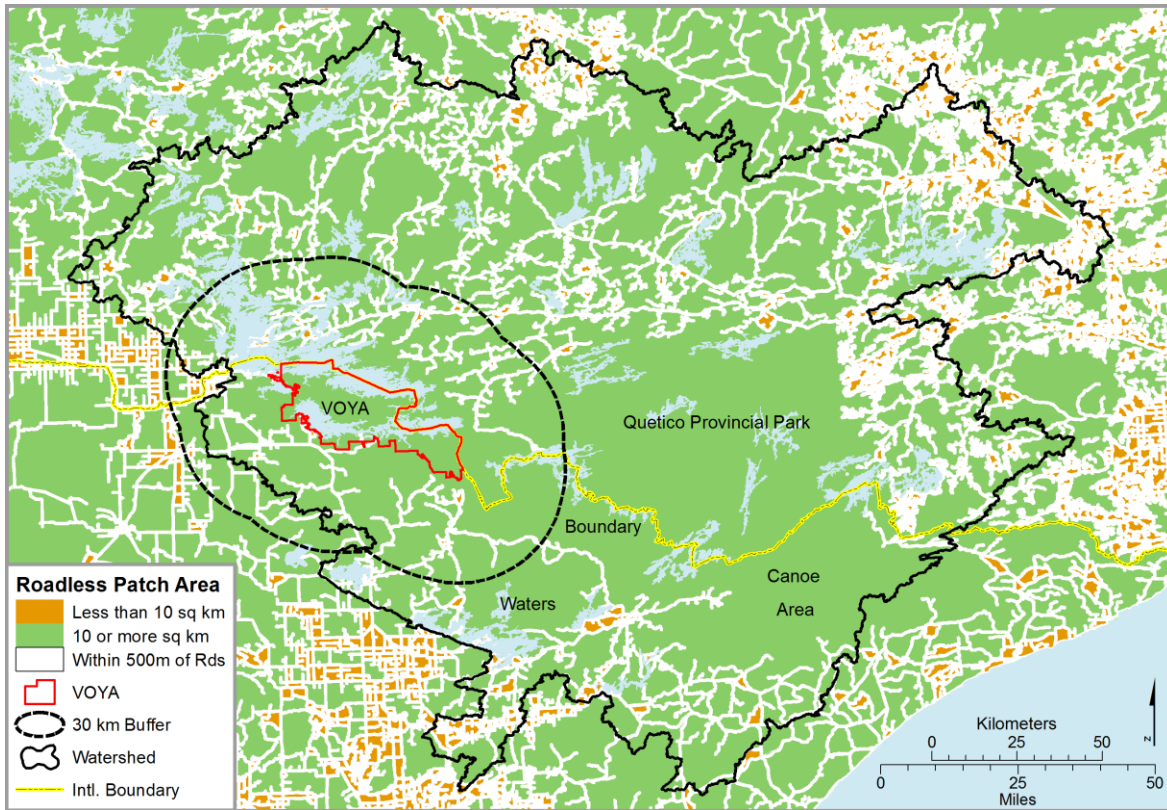 VOYA
Quetico Provincial Park
Boundary
Waters
Canoe
Area
Roadless Patch Area
Less than 10 sq km
10 or more sq km
Within 500m of Rds
VOYA
30 km Buffer
Watershed
Intl. Boundary
Kilometers
0 25 50
0 25 50
Miles
N